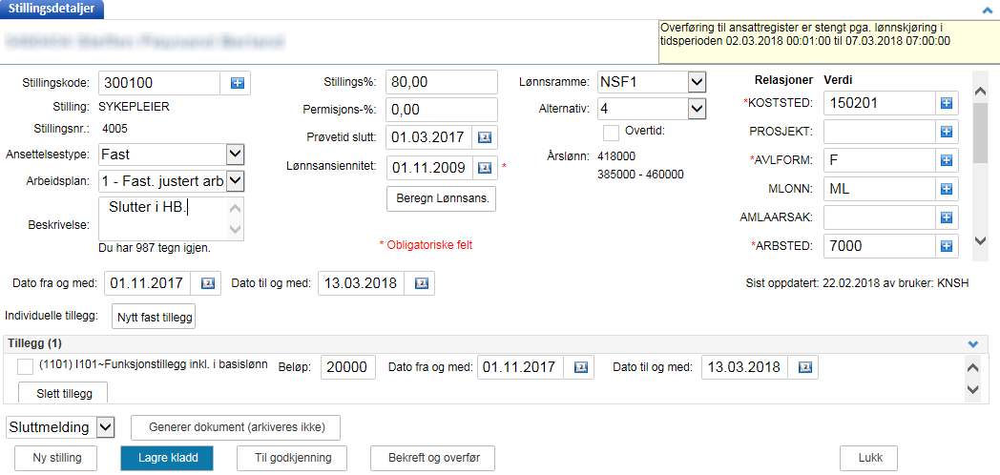 Stillingsdetaljer
Overføring til ansattregister er stengt pga. lønnskjøring i
tidsperioden 02.03.2018 00:01:00 til 07.03.2018 07:00:00
Stillingskode: 300100
Stilling: SYKEPLEIER
Stillingsnr.: 4005
Ansettelsestype: Fast
Arbeidsplan: 1 - Fast. justert arb
Beskrivelse: Slutter i HB.
Du har 987 tegn igjen.
Stillings%: 80,00
Permisjons-%: 0,00
Prøvetid slutt: 01.03.2017
Lønnsansiennitet: 01.11.2009 *
Beregn Lønnsans.
* Obligatoriske felt
Lønnsramme: NSF1
Alternativ: 4
Overtid:
Årslønn: 418000
385000 - 460000
Relasjoner Verdi
*KOSTSTED: 150201
PROSJEKT:
*AVLFORM: F
MLONN: ML
AMLAARSAK:
*ARBSTED: 7000
Dato fra og med: 01.11.2017 Dato til og med: 13.03.2018
Sist oppdatert: 22.02.2018 av bruker: KNSH
Individuelle tillegg: Nytt fast tillegg
Tillegg (1)
(1101) I101~Funksjonstillegg inkl. i basislønn Beløp: 20000 Dato fra og med: 01.11.2017 Dato til og med: 13.03.2018
Slett tillegg
Sluttmelding Generer dokument (arkiveres ikke)
Ny stilling Lagre kladd Til godkjenning Bekreft og overfør Lukk